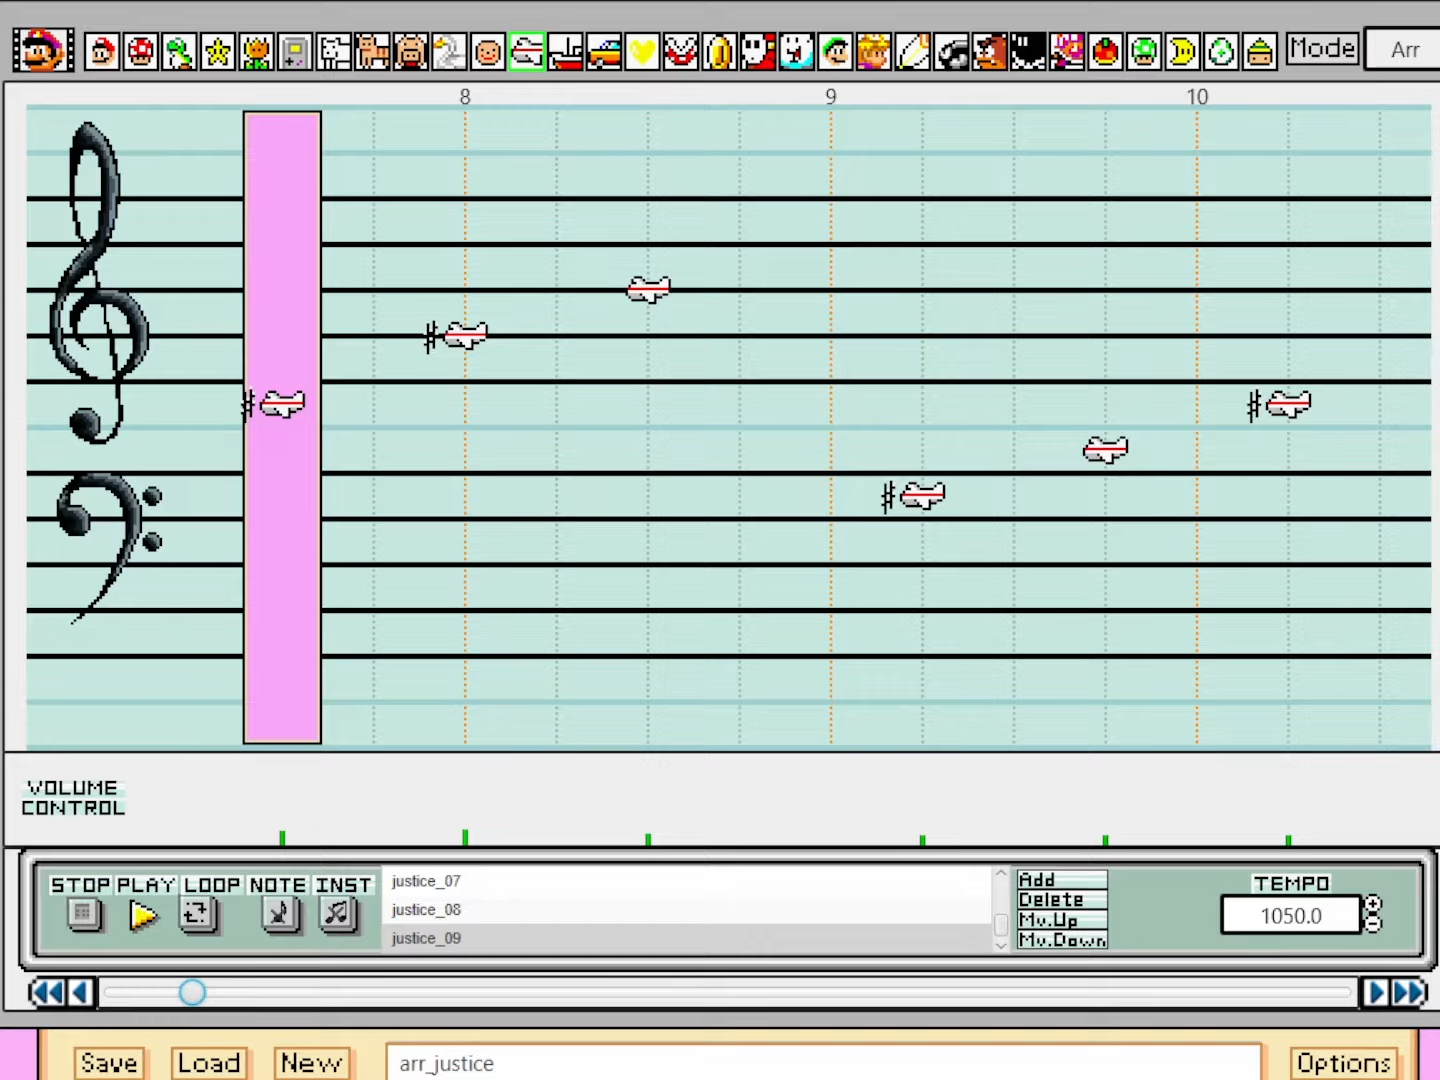 Mode Arr
8 9 10
VOLUME
CONTROL
STOP PLAY LOOP NOTE INST
justice_07
justice_08
justice_09
Add
Delete
Mv.Up
Mv.Down
TEMPO
1050.0
Save Load New arr_justice Options